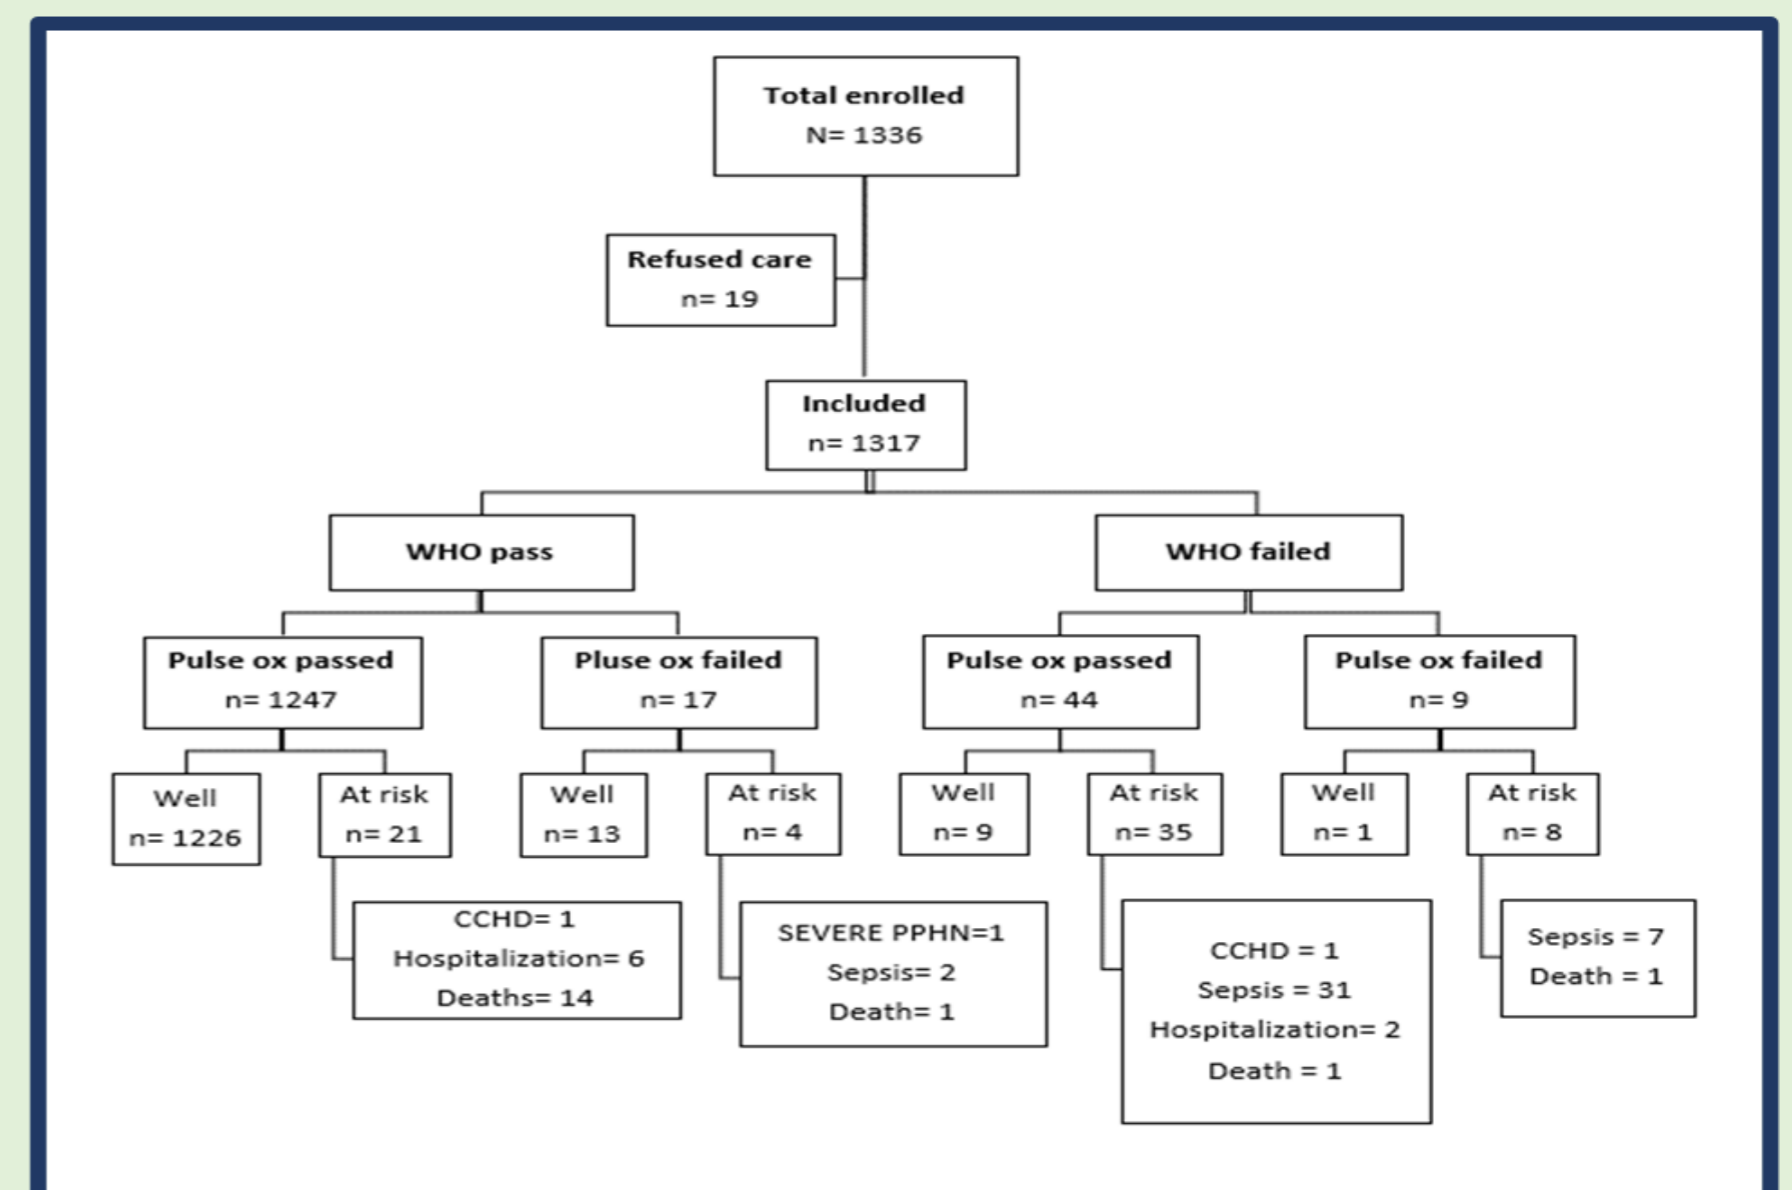 Total enrolled
N= 1336
Refused care
n= 19
Included
n= 1317
WHO pass
WHO failed
Pulse ox passed
n= 1247
Pluse ox failed
n= 17
Pulse ox passed
n= 44
Pulse ox failed
n= 9
Well
n= 1226
At risk
n= 21
Well
n= 13
At risk
n= 4
Well
n= 9
At risk
n= 35
Well
n= 1
At risk
n= 8
CCHD= 1
Hospitalization= 6
Deaths= 14
SEVERE PPHN=1
Sepsis= 2
Death= 1
CCHD = 1
Sepsis = 31
Hospitalization= 2
Death = 1
Sepsis = 7
Death = 1